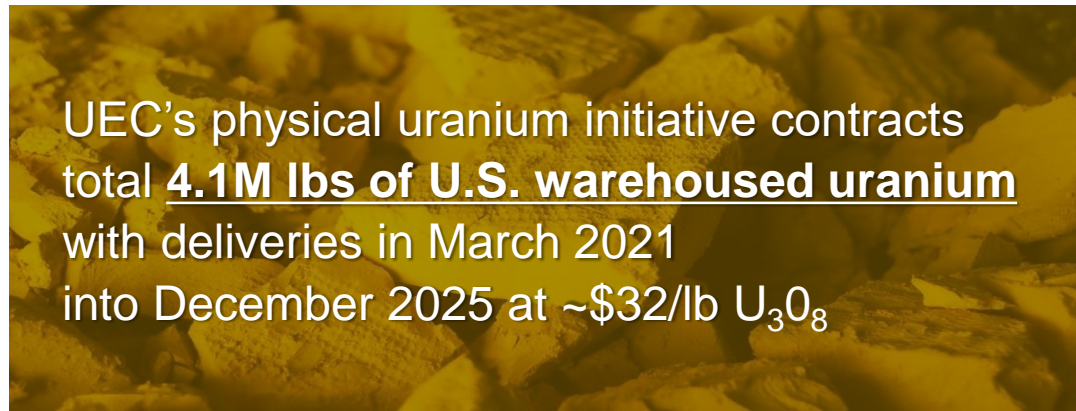 UEC’s physical uranium initiative contracts
total 4.1M lbs of U.S. warehoused uranium
with deliveries in March 2021
into December 2025 at ~$32/lb U₃0₈